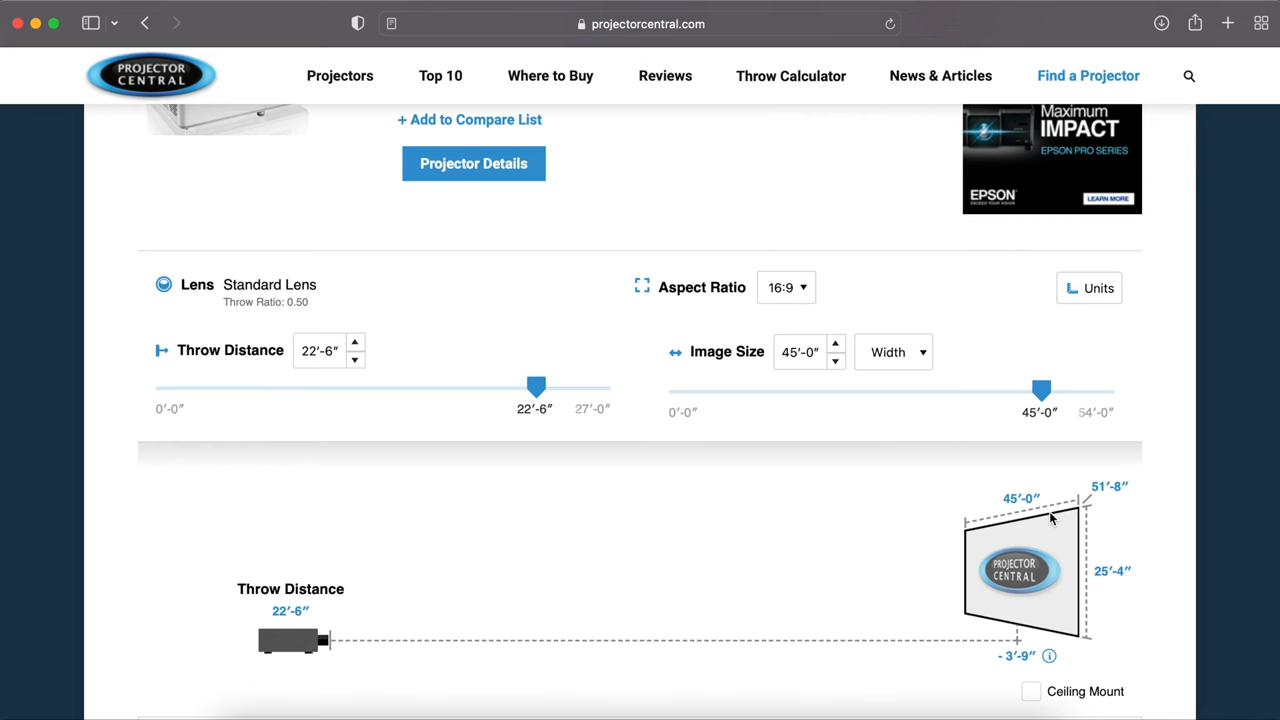 projectorcentral.com
PROJECTOR
CENTRAL
Projectors
Top 10
Where to Buy
Reviews
Throw Calculator
News & Articles
Find a Projector
+ Add to Compare List
Projector Details
Maximum
IMPACT
EPSON PRO SERIES
EPSON
EXCEED YOUR VISION
LEARN MORE
Lens Standard Lens
Throw Ratio: 0.50
Aspect Ratio 16:9
Units
Throw Distance 22'-6"
Image Size 45'-0" Width
0'-0" 22'-6" 27'-0"
0'-0" 45'-0" 54'-0"
45'-0"
51'-8"
PROJECTOR
CENTRAL
25'-4"
Throw Distance
22'-6"
- 3'-9"
Ceiling Mount